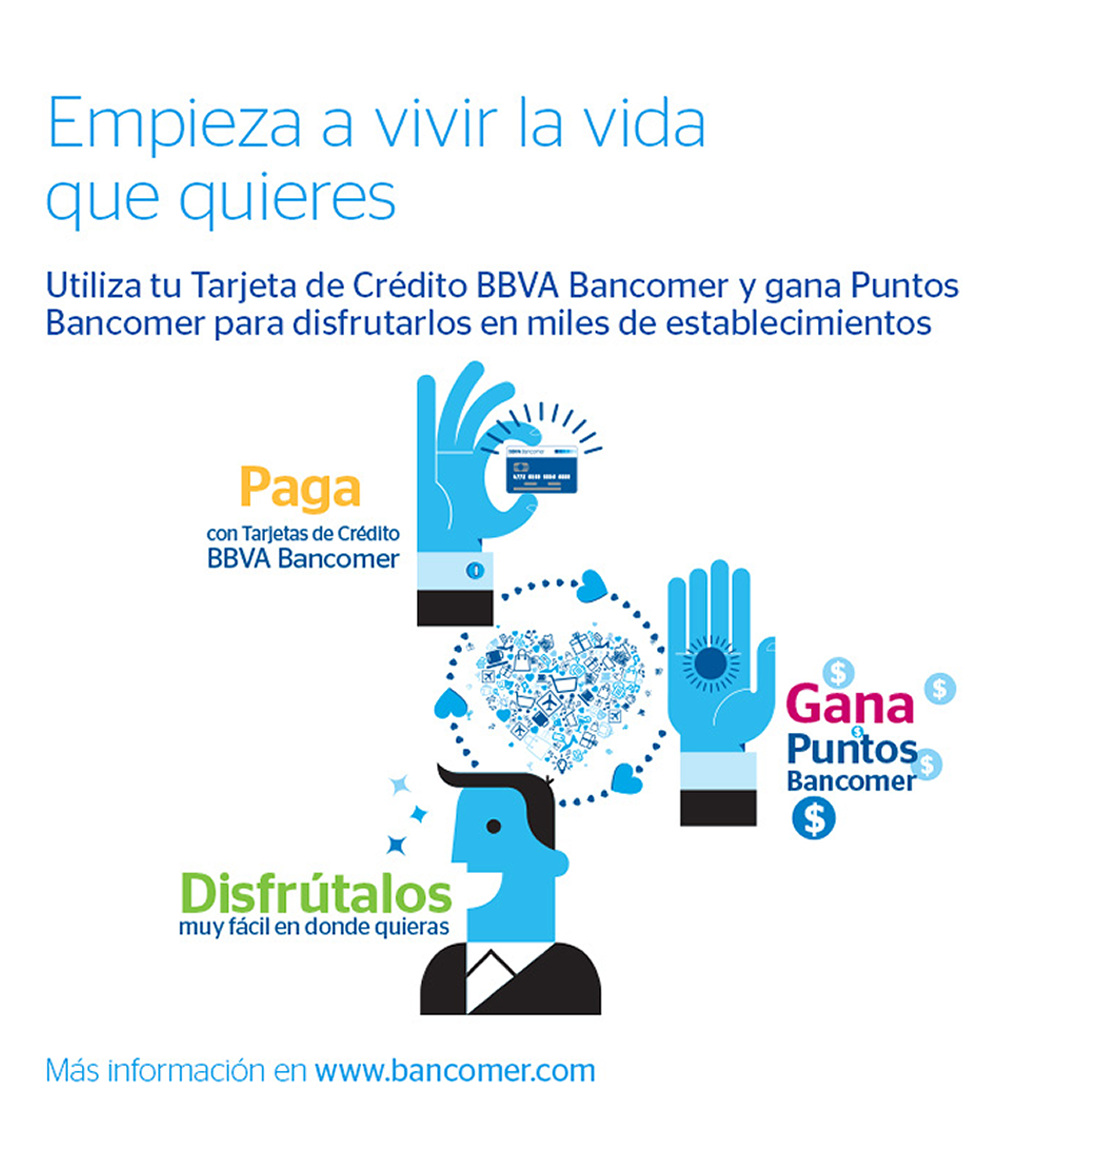 Empieza a vivir la vida
que quieres
Utiliza tu Tarjeta de Crédito BBVA Bancomer y gana Puntos
Bancomer para disfrutarlos en miles de establecimientos
Paga
con Tarjetas de Crédito
BBVA Bancomer
BBVA Bancomer
$
$
Gana
$
Puntos
$
Bancomer
$
Disfrútalos
muy fácil en donde quieras
Más información en www.bancomer.com